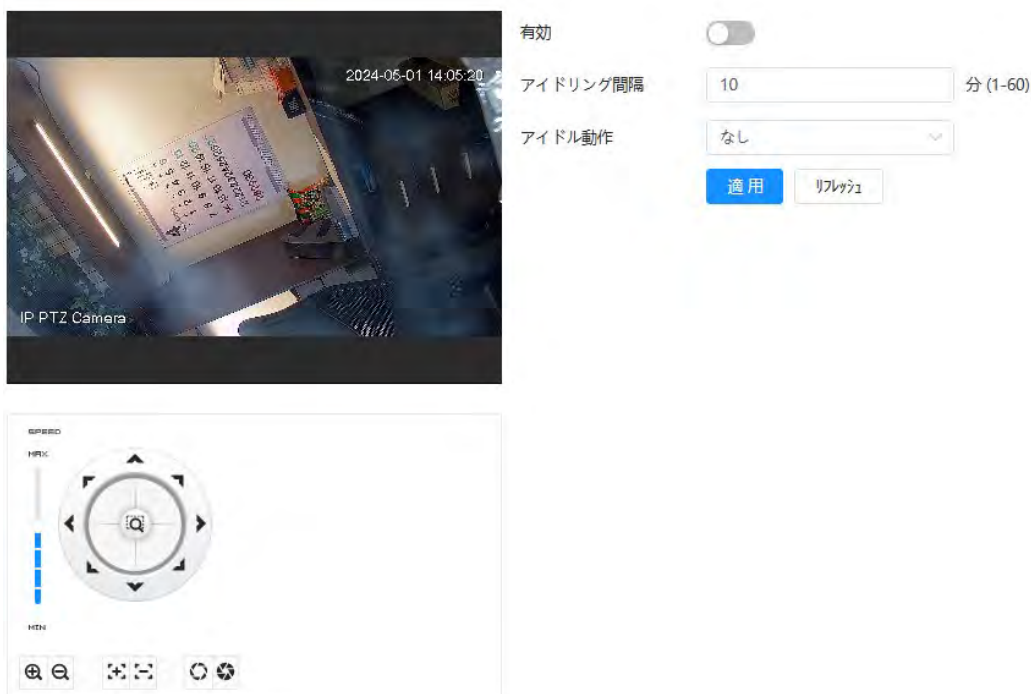 2024-05-01 14:05:20
IP PTZ Camera
有効
アイドリング間隔
10
分 (1-60)
アイドル動作
なし
適用
リフレッシュ
SPEED
MAX
MIN